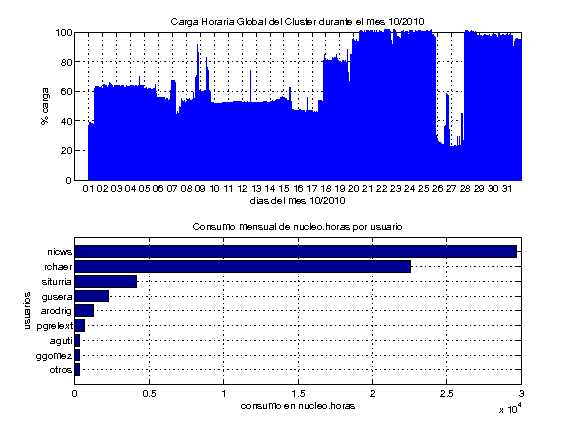 Carga Horaria Global del Cluster durante el mes 10/2010
100
80
60
40
20
0
% carga
01 02 03 04 05 06 07 08 09 10 11 12 13 14 15 16 17 18 19 20 21 22 23 24 25 26 27 28 29 30 31
dias del mes 10/2010
Consumo mensual de nucleo.horas por usuario
nicws
rchaer
siturria
gusera
arodrig
pgrelext
aguti
ggomez
otros
usuarios
0 0.5 1 1.5 2 2.5 3
consumo en nucleo.horas
x 10^4